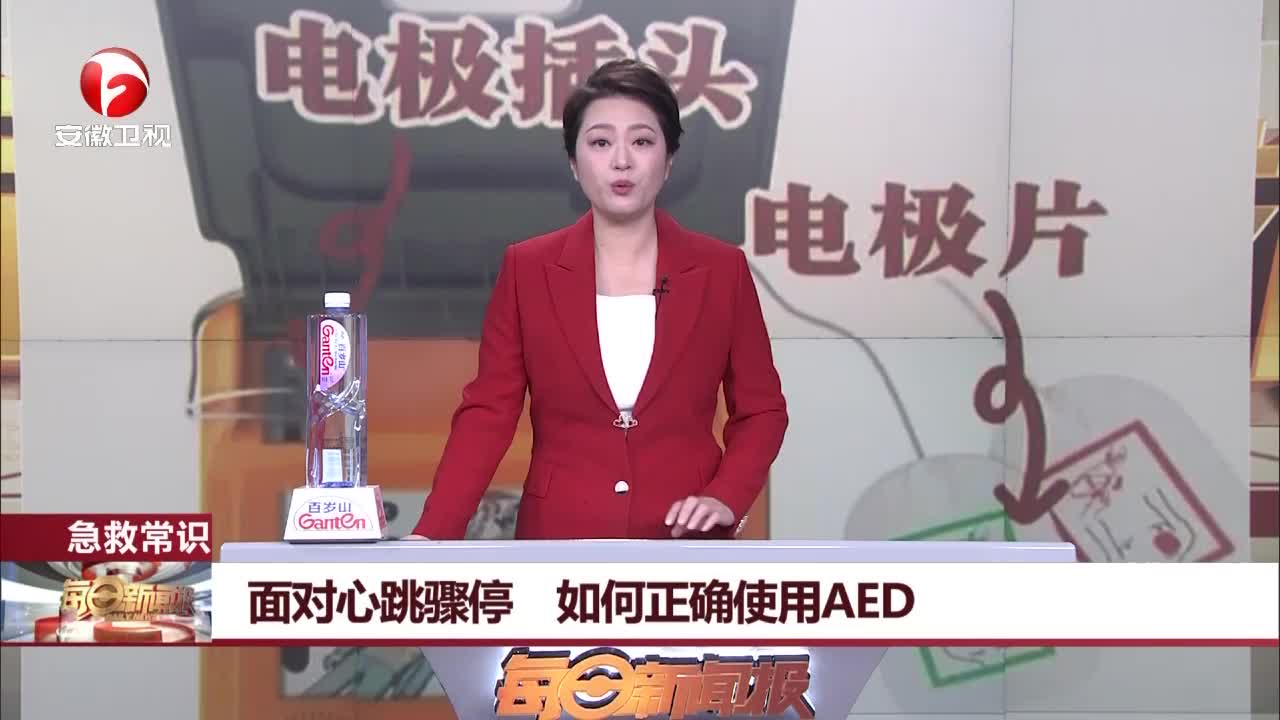 电极插头
安徽卫视
电极片
百岁山
Ganten
百岁山
Ganten
急救常识
每日新闻报
DAILY NEWS
面对心跳骤停 如何正确使用AED
每日新闻报